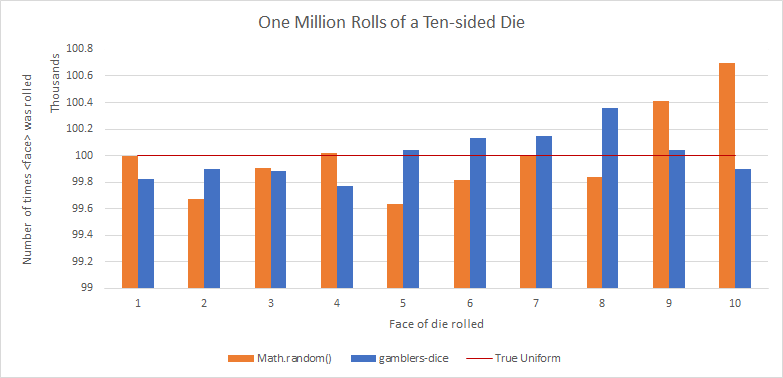 One Million Rolls of a Ten-sided Die
Number of times <face> was rolled
Thousands
100.8
100.6
100.4
100.2
100
99.8
99.6
99.4
99.2
99
1 2 3 4 5 6 7 8 9 10
Face of die rolled
Math.random() gamblers-dice True Uniform